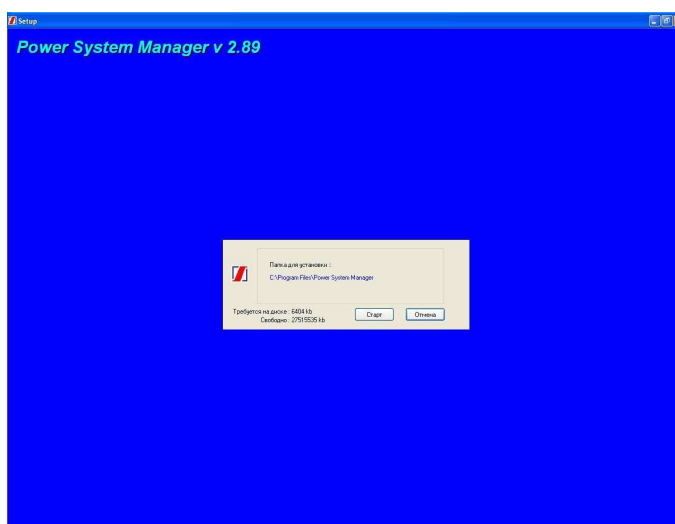 Setup
Power System Manager v 2.89
Папка для установки :
C:\Program Files\Power System Manager
Требуется на диске : 6404 kb
Свободно : 27515535 kb
Старт
Отмена